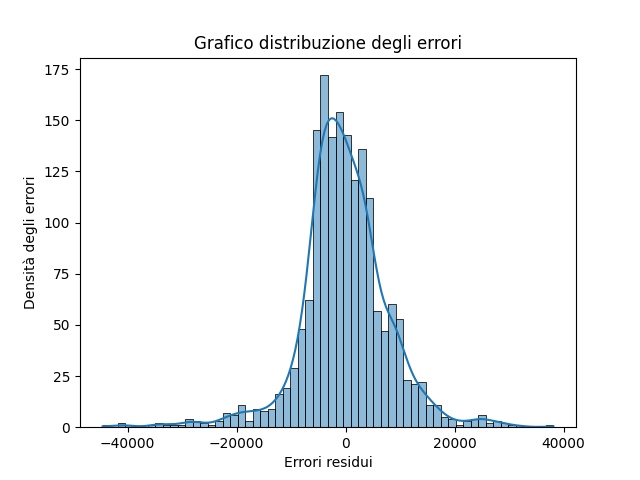 Grafico distribuzione degli errori
175
150
125
100
75
50
25
0
Densità degli errori
−40000 −20000 0 20000 40000
Errori residui